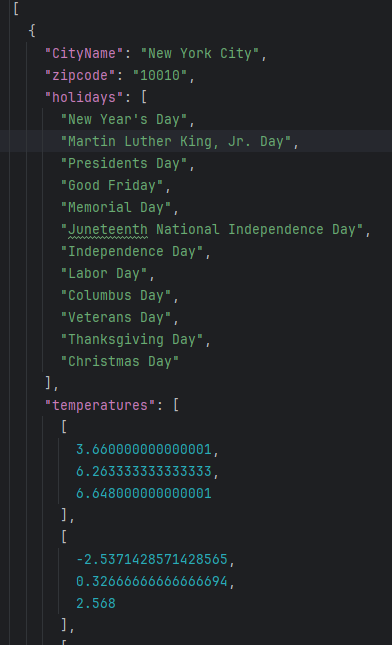 [
{
"CityName": "New York City",
"zipcode": "10010",
"holidays": [
"New Year's Day",
"Martin Luther King, Jr. Day",
"Presidents Day",
"Good Friday",
"Memorial Day",
"Juneteenth National Independence Day",
"Independence Day",
"Labor Day",
"Columbus Day",
"Veterans Day",
"Thanksgiving Day",
"Christmas Day"
],
"temperatures": [
[
3.660000000000001,
6.263333333333333,
6.648000000000001
],
[
-2.5371428571428565,
0.32666666666666694,
2.568
],